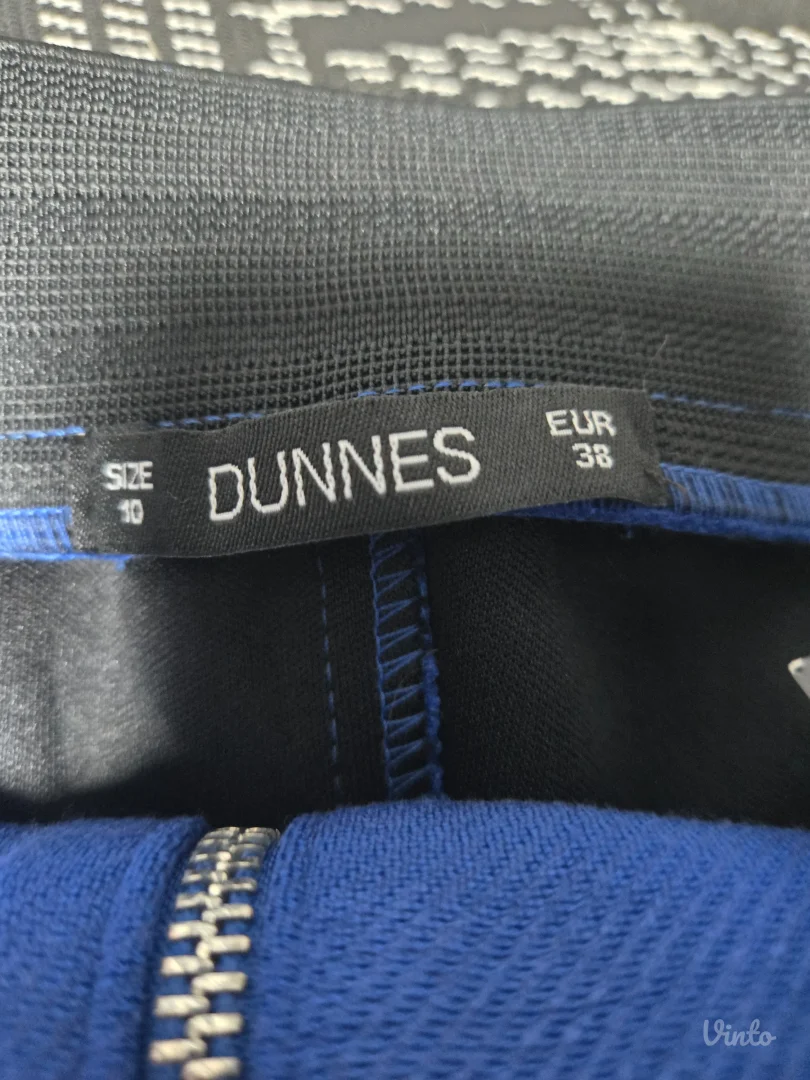 SIZE
10
DUNNES
EUR
38
Vinto